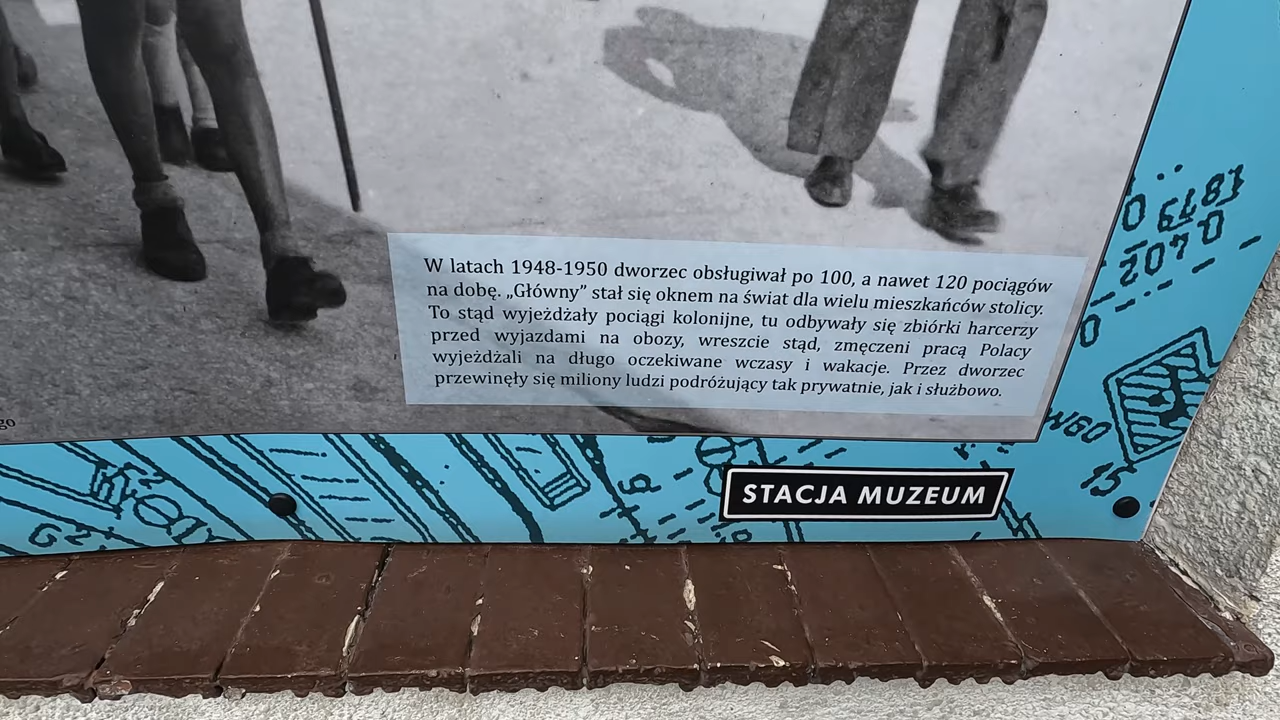 W latach 1948-1950 dworzec obsługiwał po 100, a nawet 120 pociągów
na dobę. „Główny” stał się oknem na świat dla wielu mieszkańców stolicy.
To stąd wyjeżdżały pociągi kolonijne, tu odbywały się zbiórki harcerzy
przed wyjazdami na obozy, wreszcie stąd, zmęczeni pracą Polacy
wyjeżdżali na długo oczekiwane wczasy i wakacje. Przez dworzec
przewinęły się miliony ludzi podróżujący tak prywatnie, jak i służbowo.
go
STACJA MUZEUM
15